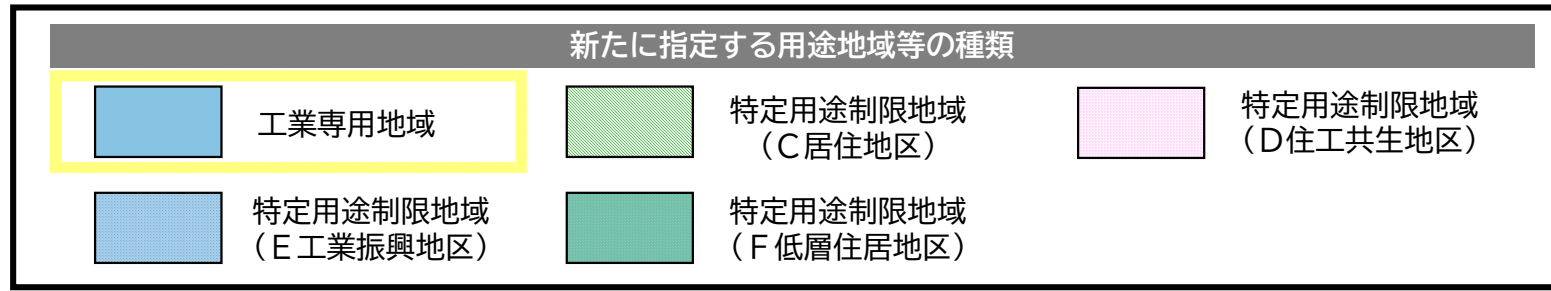 新たに指定する用途地域等の種類
工業専用地域
特定用途制限地域
（Ｃ居住地区）
特定用途制限地域
（Ｄ住工共生地区）
特定用途制限地域
（Ｅ工業振興地区）
特定用途制限地域
（Ｆ低層住居地区）